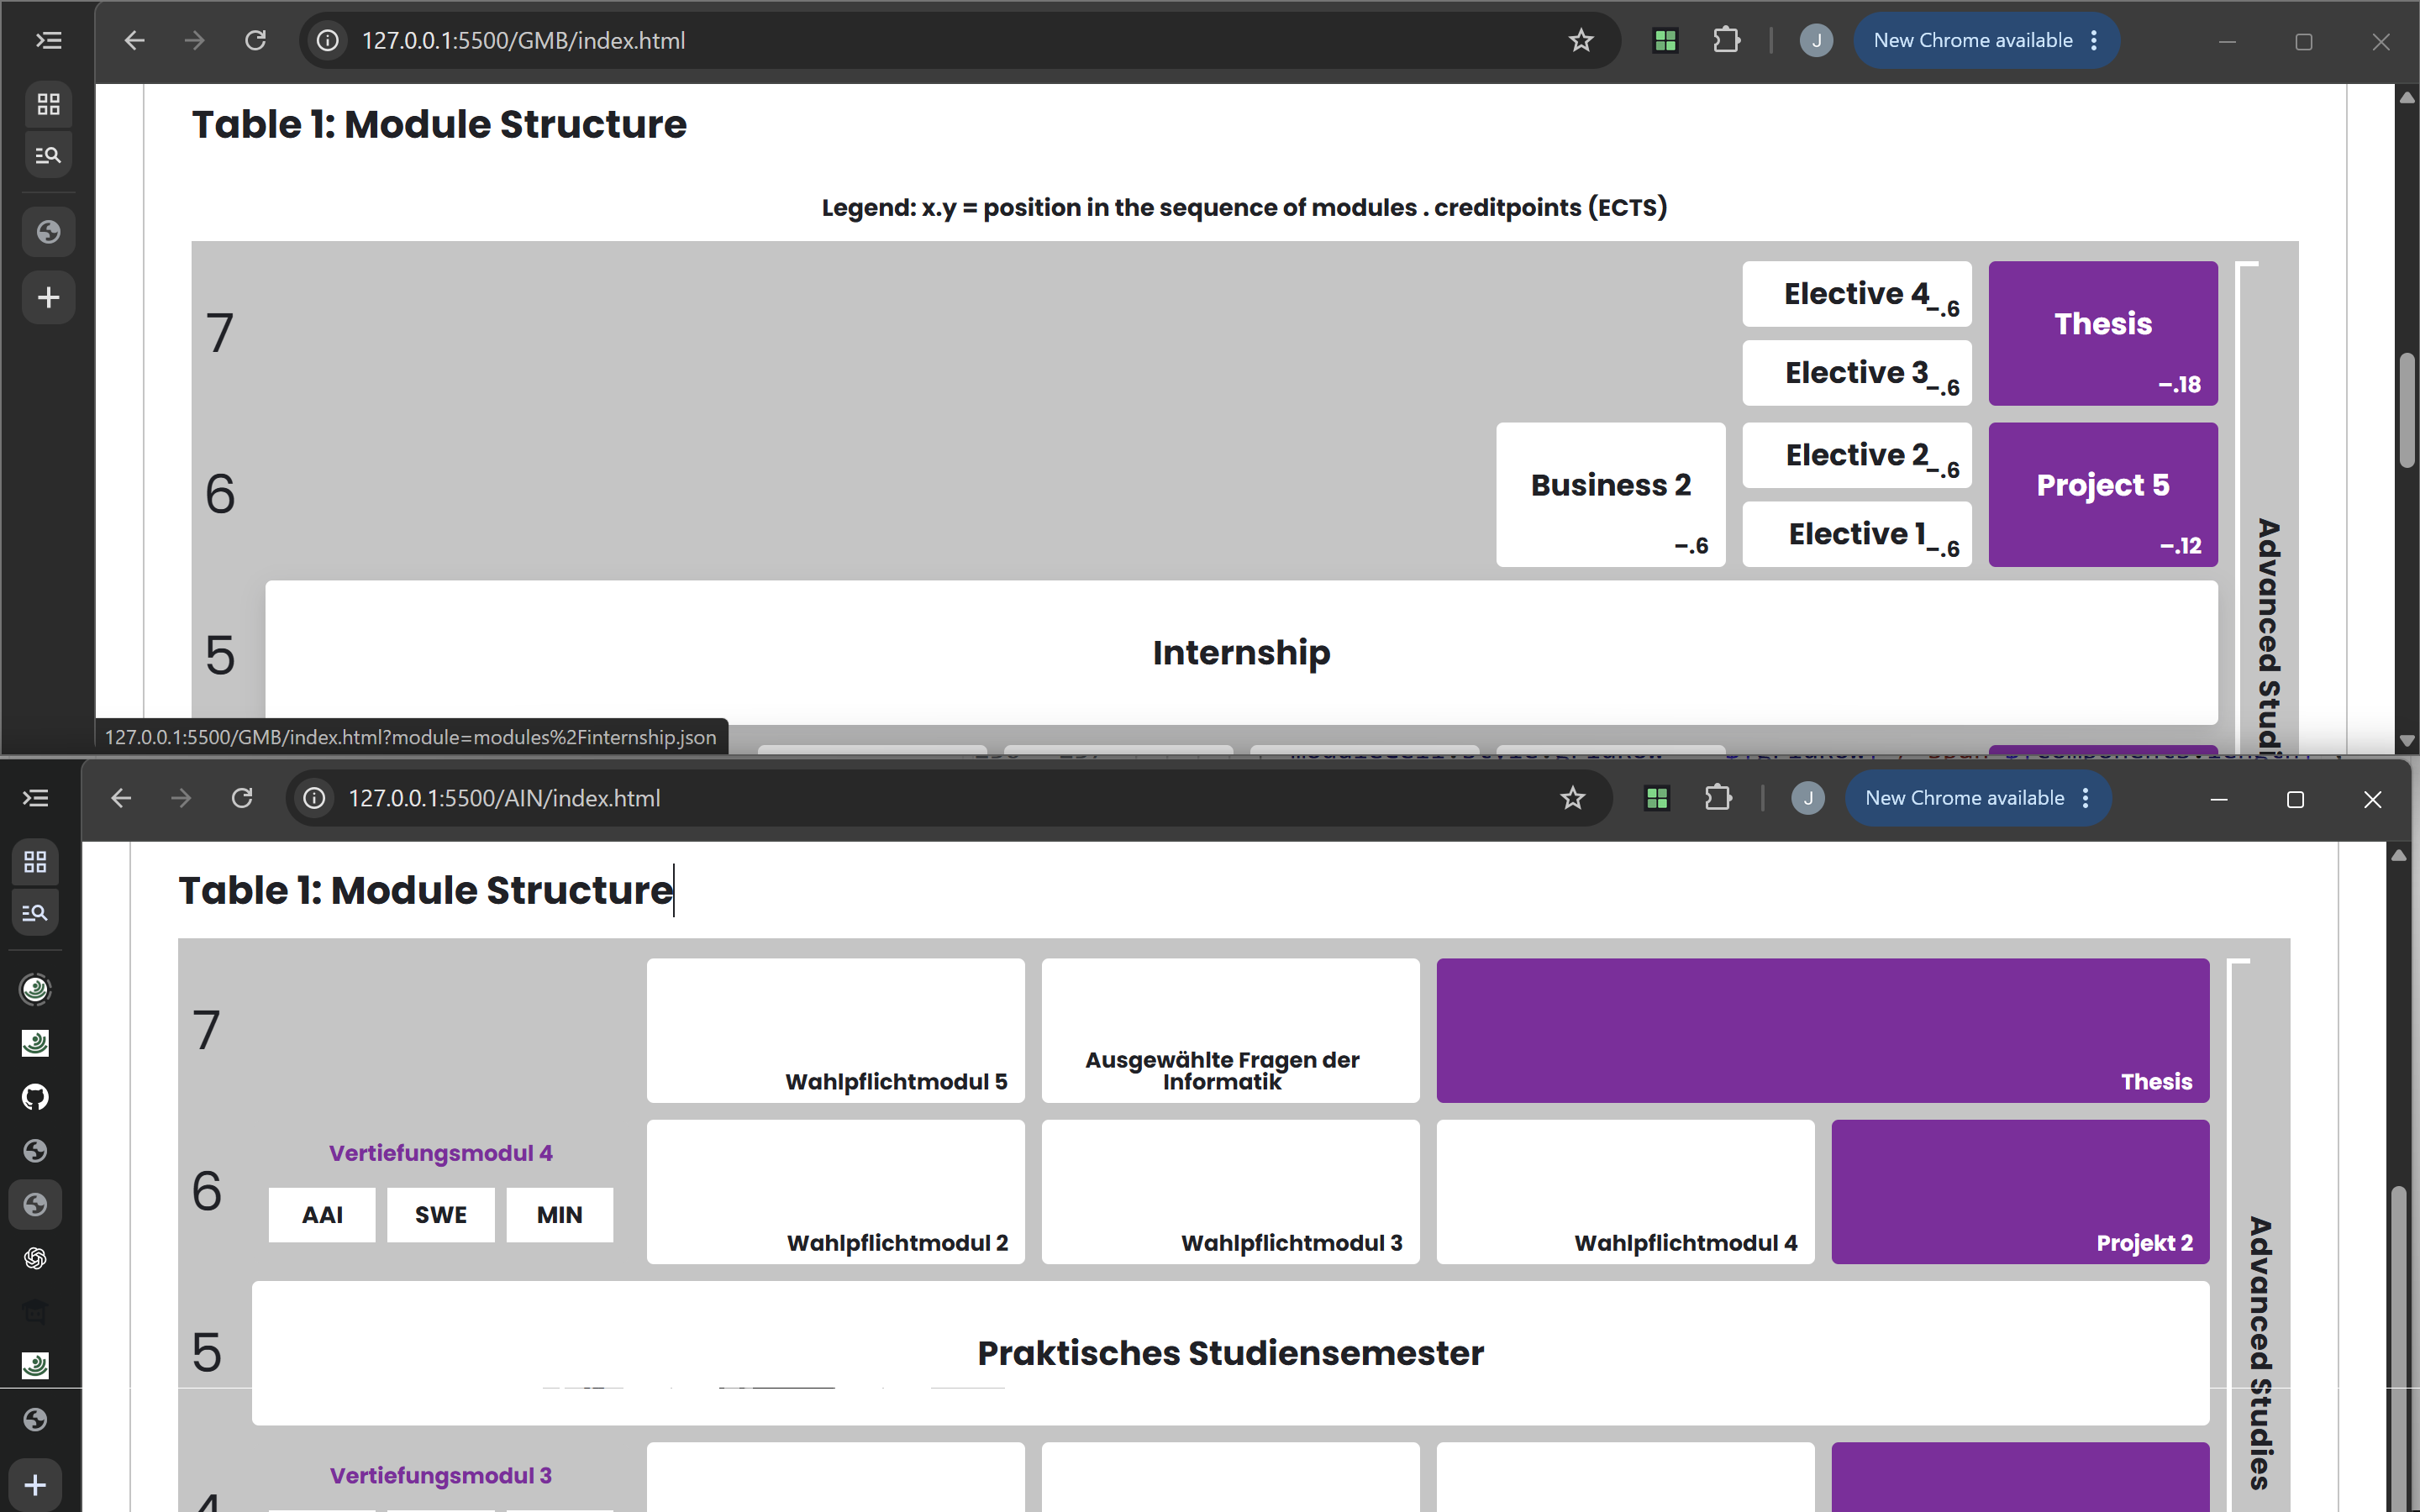 127.0.0.1:5500/GMB/index.html
J
New Chrome available
Table 1: Module Structure
Legend: x.y = position in the sequence of modules . creditpoints (ECTS)
7
Elective 4
–.6
Thesis
–.18
Elective 3
–.6
6
Business 2
–.6
Elective 2
–.6
Project 5
–.12
Elective 1
–.6
5
Internship
Advanced Studi
127.0.0.1:5500/GMB/index.html?module=modules%2Finternship.json
127.0.0.1:5500/AIN/index.html
J
New Chrome available
Table 1: Module Structure
7
Wahlpflichtmodul 5
Ausgewählte Fragen der
Informatik
Thesis
6
Vertiefungsmodul 4
AAI
SWE
MIN
Wahlpflichtmodul 2
Wahlpflichtmodul 3
Wahlpflichtmodul 4
Projekt 2
5
Praktisches Studiensemester
Advanced Studies
4
Vertiefungsmodul 3